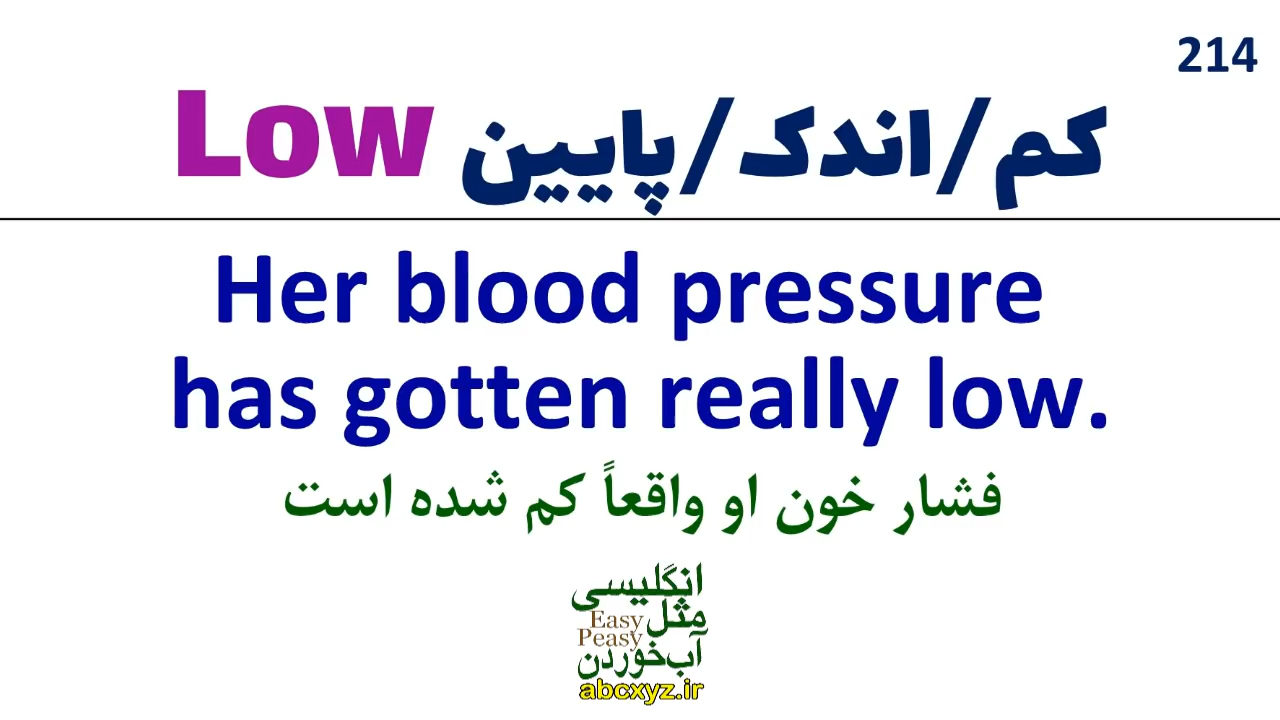 214
Low کم/اندک/پایین
Her blood pressure
has gotten really low.
فشار خون او واقعاً کم شده است
انگلیسی
مثل Easy
Peasy
آب‌خوردن
abcxyz.ir